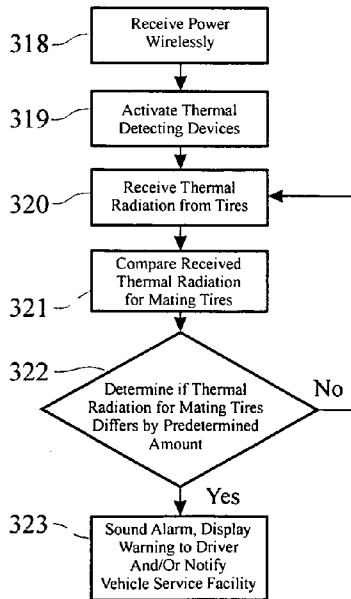 318
Receive Power
Wirelessly
319
Activate Thermal
Detecting Devices
320
Receive Thermal
Radiation from Tires
321
Compare Received
Thermal Radiation
for Mating Tires
322
Determine if Thermal
Radiation for Mating Tires
Differs by Predetermined
Amount
No
Yes
323
Sound Alarm, Display
Warning to Driver
And/Or Notify
Vehicle Service Facility